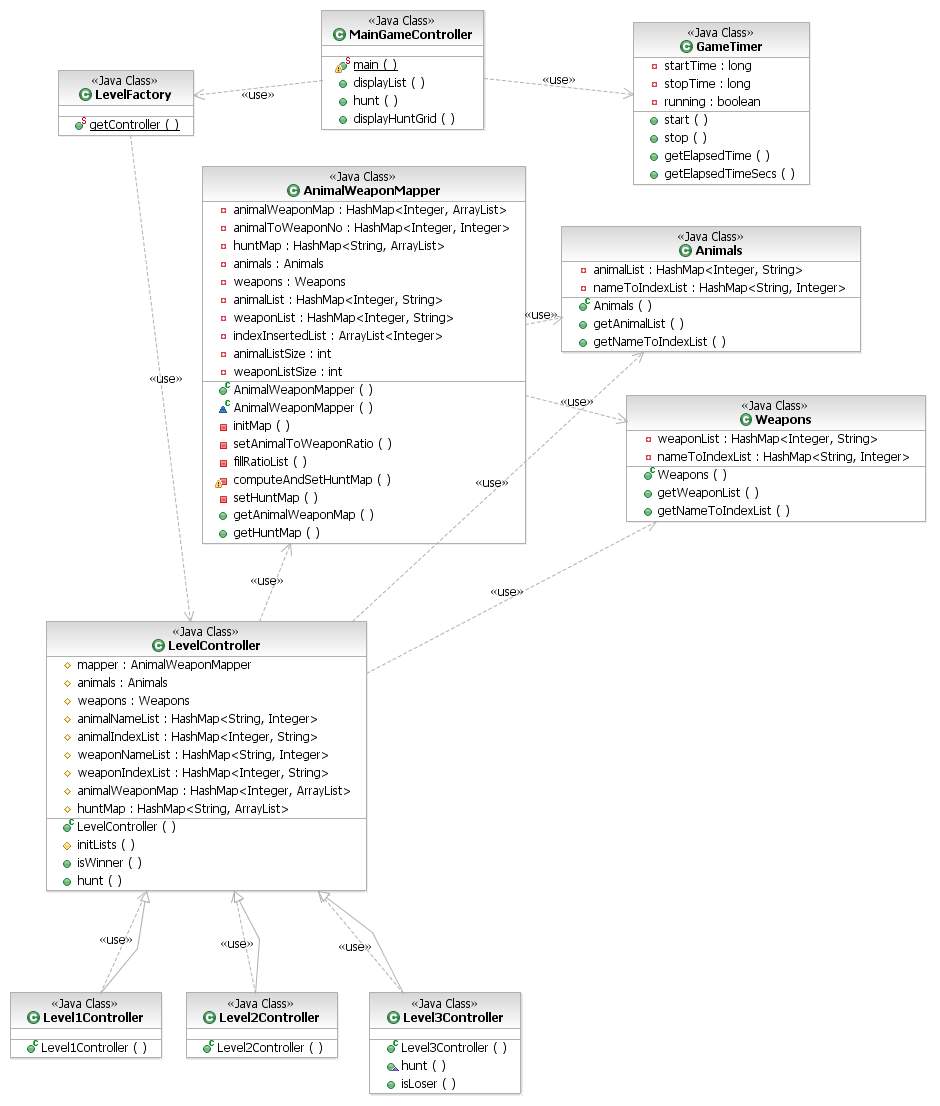 «Java Class»
MainGameController
main ( )
displayList ( )
hunt ( )
displayHuntGrid ( )
«Java Class»
GameTimer
startTime : long
stopTime : long
running : boolean
start ( )
stop ( )
getElapsedTime ( )
getElapsedTimeSecs ( )
«Java Class»
LevelFactory
getController ( )
«use»
«use»
«Java Class»
AnimalWeaponMapper
animalWeaponMap : HashMap<Integer, ArrayList>
animalToWeaponNo : HashMap<Integer, Integer>
huntMap : HashMap<String, ArrayList>
animals : Animals
weapons : Weapons
animalList : HashMap<Integer, String>
weaponList : HashMap<Integer, String>
indexInsertedList : ArrayList<Integer>
animalListSize : int
weaponListSize : int
AnimalWeaponMapper ( )
AnimalWeaponMapper ( )
initMap ( )
setAnimalToWeaponRatio ( )
fillRatioList ( )
computeAndSetHuntMap ( )
setHuntMap ( )
getAnimalWeaponMap ( )
getHuntMap ( )
«Java Class»
Animals
animalList : HashMap<Integer, String>
nameToIndexList : HashMap<String, Integer>
Animals ( )
getAnimalList ( )
getNameToIndexList ( )
«use»
«use»
«use»
«Java Class»
Weapons
weaponList : HashMap<Integer, String>
nameToIndexList : HashMap<String, Integer>
Weapons ( )
getWeaponList ( )
getNameToIndexList ( )
«use»
«use»
«use»
«Java Class»
LevelController
mapper : AnimalWeaponMapper
animals : Animals
weapons : Weapons
animalNameList : HashMap<String, Integer>
animalIndexList : HashMap<Integer, String>
weaponNameList : HashMap<String, Integer>
weaponIndexList : HashMap<Integer, String>
animalWeaponMap : HashMap<Integer, ArrayList>
huntMap : HashMap<String, ArrayList>
LevelController ( )
initLists ( )
isWinner ( )
hunt ( )
«use»
«use»
«use»
«Java Class»
Level1Controller
Level1Controller ( )
«Java Class»
Level2Controller
Level2Controller ( )
«Java Class»
Level3Controller
Level3Controller ( )
hunt ( )
isLoser ( )